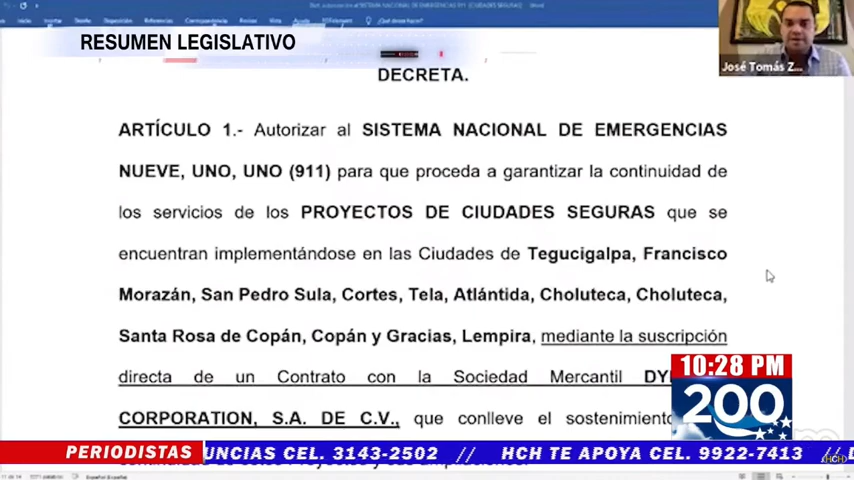 RESUMEN LEGISLATIVO
José Tomás Z...
DECRETA.
ARTÍCULO 1.- Autorizar al SISTEMA NACIONAL DE EMERGENCIAS
NUEVE, UNO, UNO (911) para que proceda a garantizar la continuidad de
los servicios de los PROYECTOS DE CIUDADES SEGURAS que se
encuentran implementándose en las Ciudades de Tegucigalpa, Francisco
Morazán, San Pedro Sula, Cortes, Tela, Atlántida, Choluteca, Choluteca,
Santa Rosa de Copán, Copán y Gracias, Lempira, mediante la suscripción
directa de un Contrato con la Sociedad Mercantil
CORPORATION, S.A. DE C.V., que conlleve el sostenimiento
10:28 PM
200
PERIODISTAS
UNCIAS CEL. 3143-2502 // HCH TE APOYA CEL. 9922-7413 //
HCH